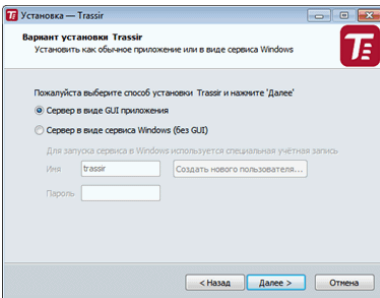 Установка — Trassir
Вариант установки Trassir
Установить как обычное приложение или в виде сервиса Windows
Пожалуйста выберите способ установки Trassir и нажмите 'Далее'
Сервер в виде GUI приложения
Сервер в виде сервиса Windows (без GUI)
Для запуска сервиса в Windows используется специальная учётная запись
Имя trassir Создать нового пользователя...
Пароль
< Назад Далее > Отмена